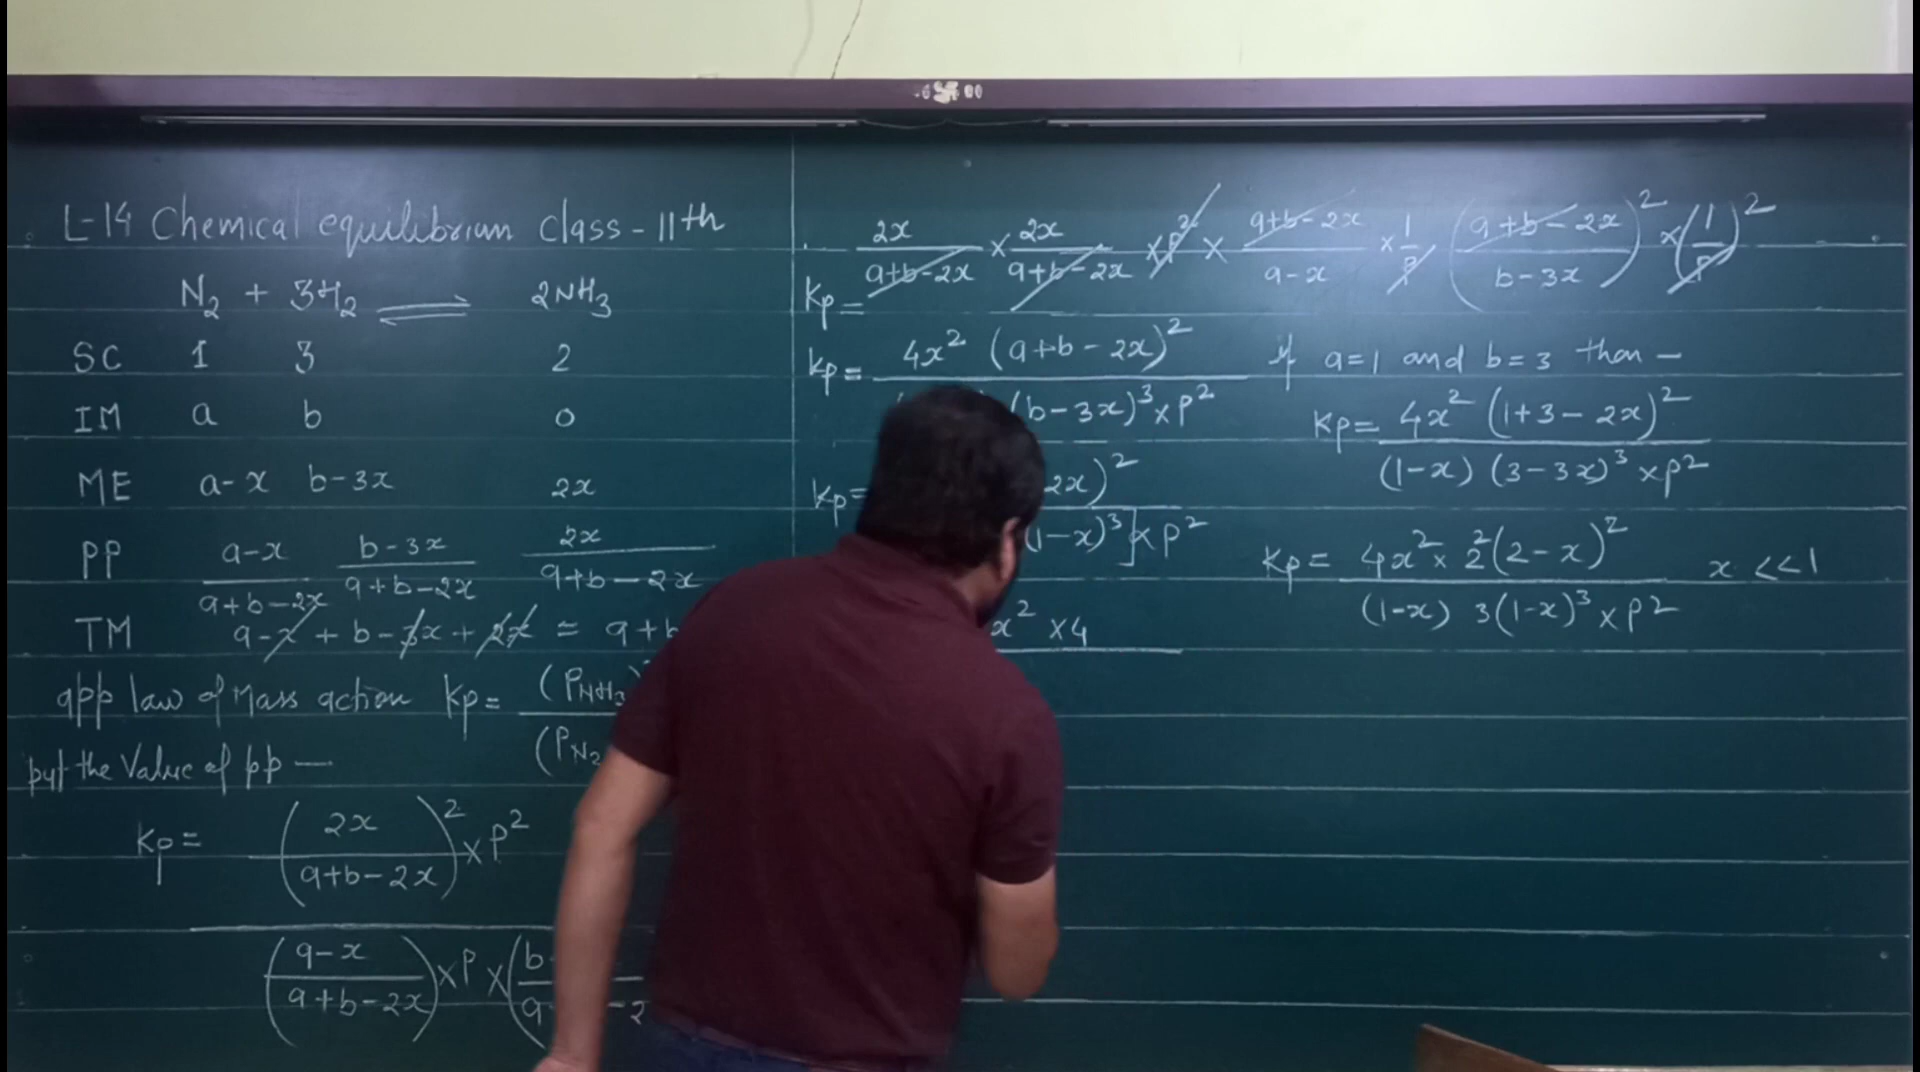 L-14 Chemical equilibrium class-11th
N₂ + 3H₂ ⇌ 2NH₃
SC 1 3 2
IM a b 0
ME a-x b-3x 2x
PP (a-x)/(a+b-2x) (b-3x)/(a+b-2x) 2x/(a+b-2x)
TM a-x + b-3x + 2x = a+b
app law of Mass action Kp = (PNH₃) / (PN₂
put the Value of pp —
Kp = (2x/(a+b-2x))² × P²
((a-x)/(a+b-2x)) × P × (b
Kp = 2x/(a+b-2x) × 2x/(a+b-2x) × P² × (a+b-2x)/(a-x) × 1/P ((a+b-2x)/(b-3x))² × (1/P)²
Kp = 4x² (a+b-2x)² / (b-3x)³ × P²
Kp = 2x)² / (1-x)³] × P²
x² × 4
if a=1 and b=3 than —
Kp = 4x² (1+3-2x)² / (1-x) (3-3x)³ × P²
Kp = 4x² × 2² (2-x)² / (1-x) 3(1-x)³ × P² x <<1